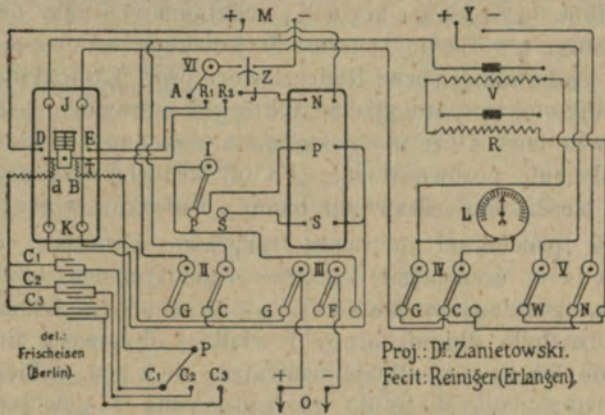 + M −
+ Y −
VI
Z
A R1 R2 J
N
V
J
D E
R
I
P
d B
P S
S
K
L
C1
II
III
IV
V
C2
C3
G C
G F
G C
W N
del.:
Frischeisen
(Berlin).
P
C1 C2 C3
+ −
O
Proj.: Dr. Zanietowski.
Fecit: Reiniger (Erlangen).